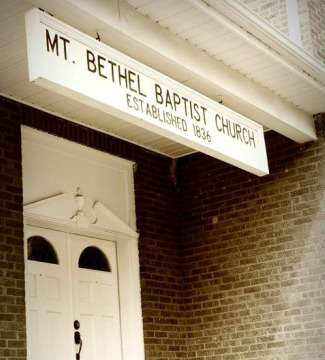 MT. BETHEL BAPTIST CHURCH
ESTABLISHED 1836